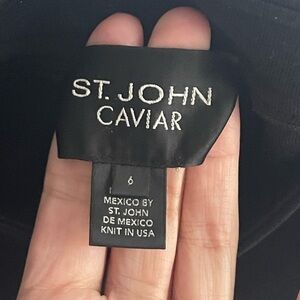 ST. JOHN
CAVIAR
6
MEXICO BY
ST. JOHN
DE MEXICO
KNIT IN USA